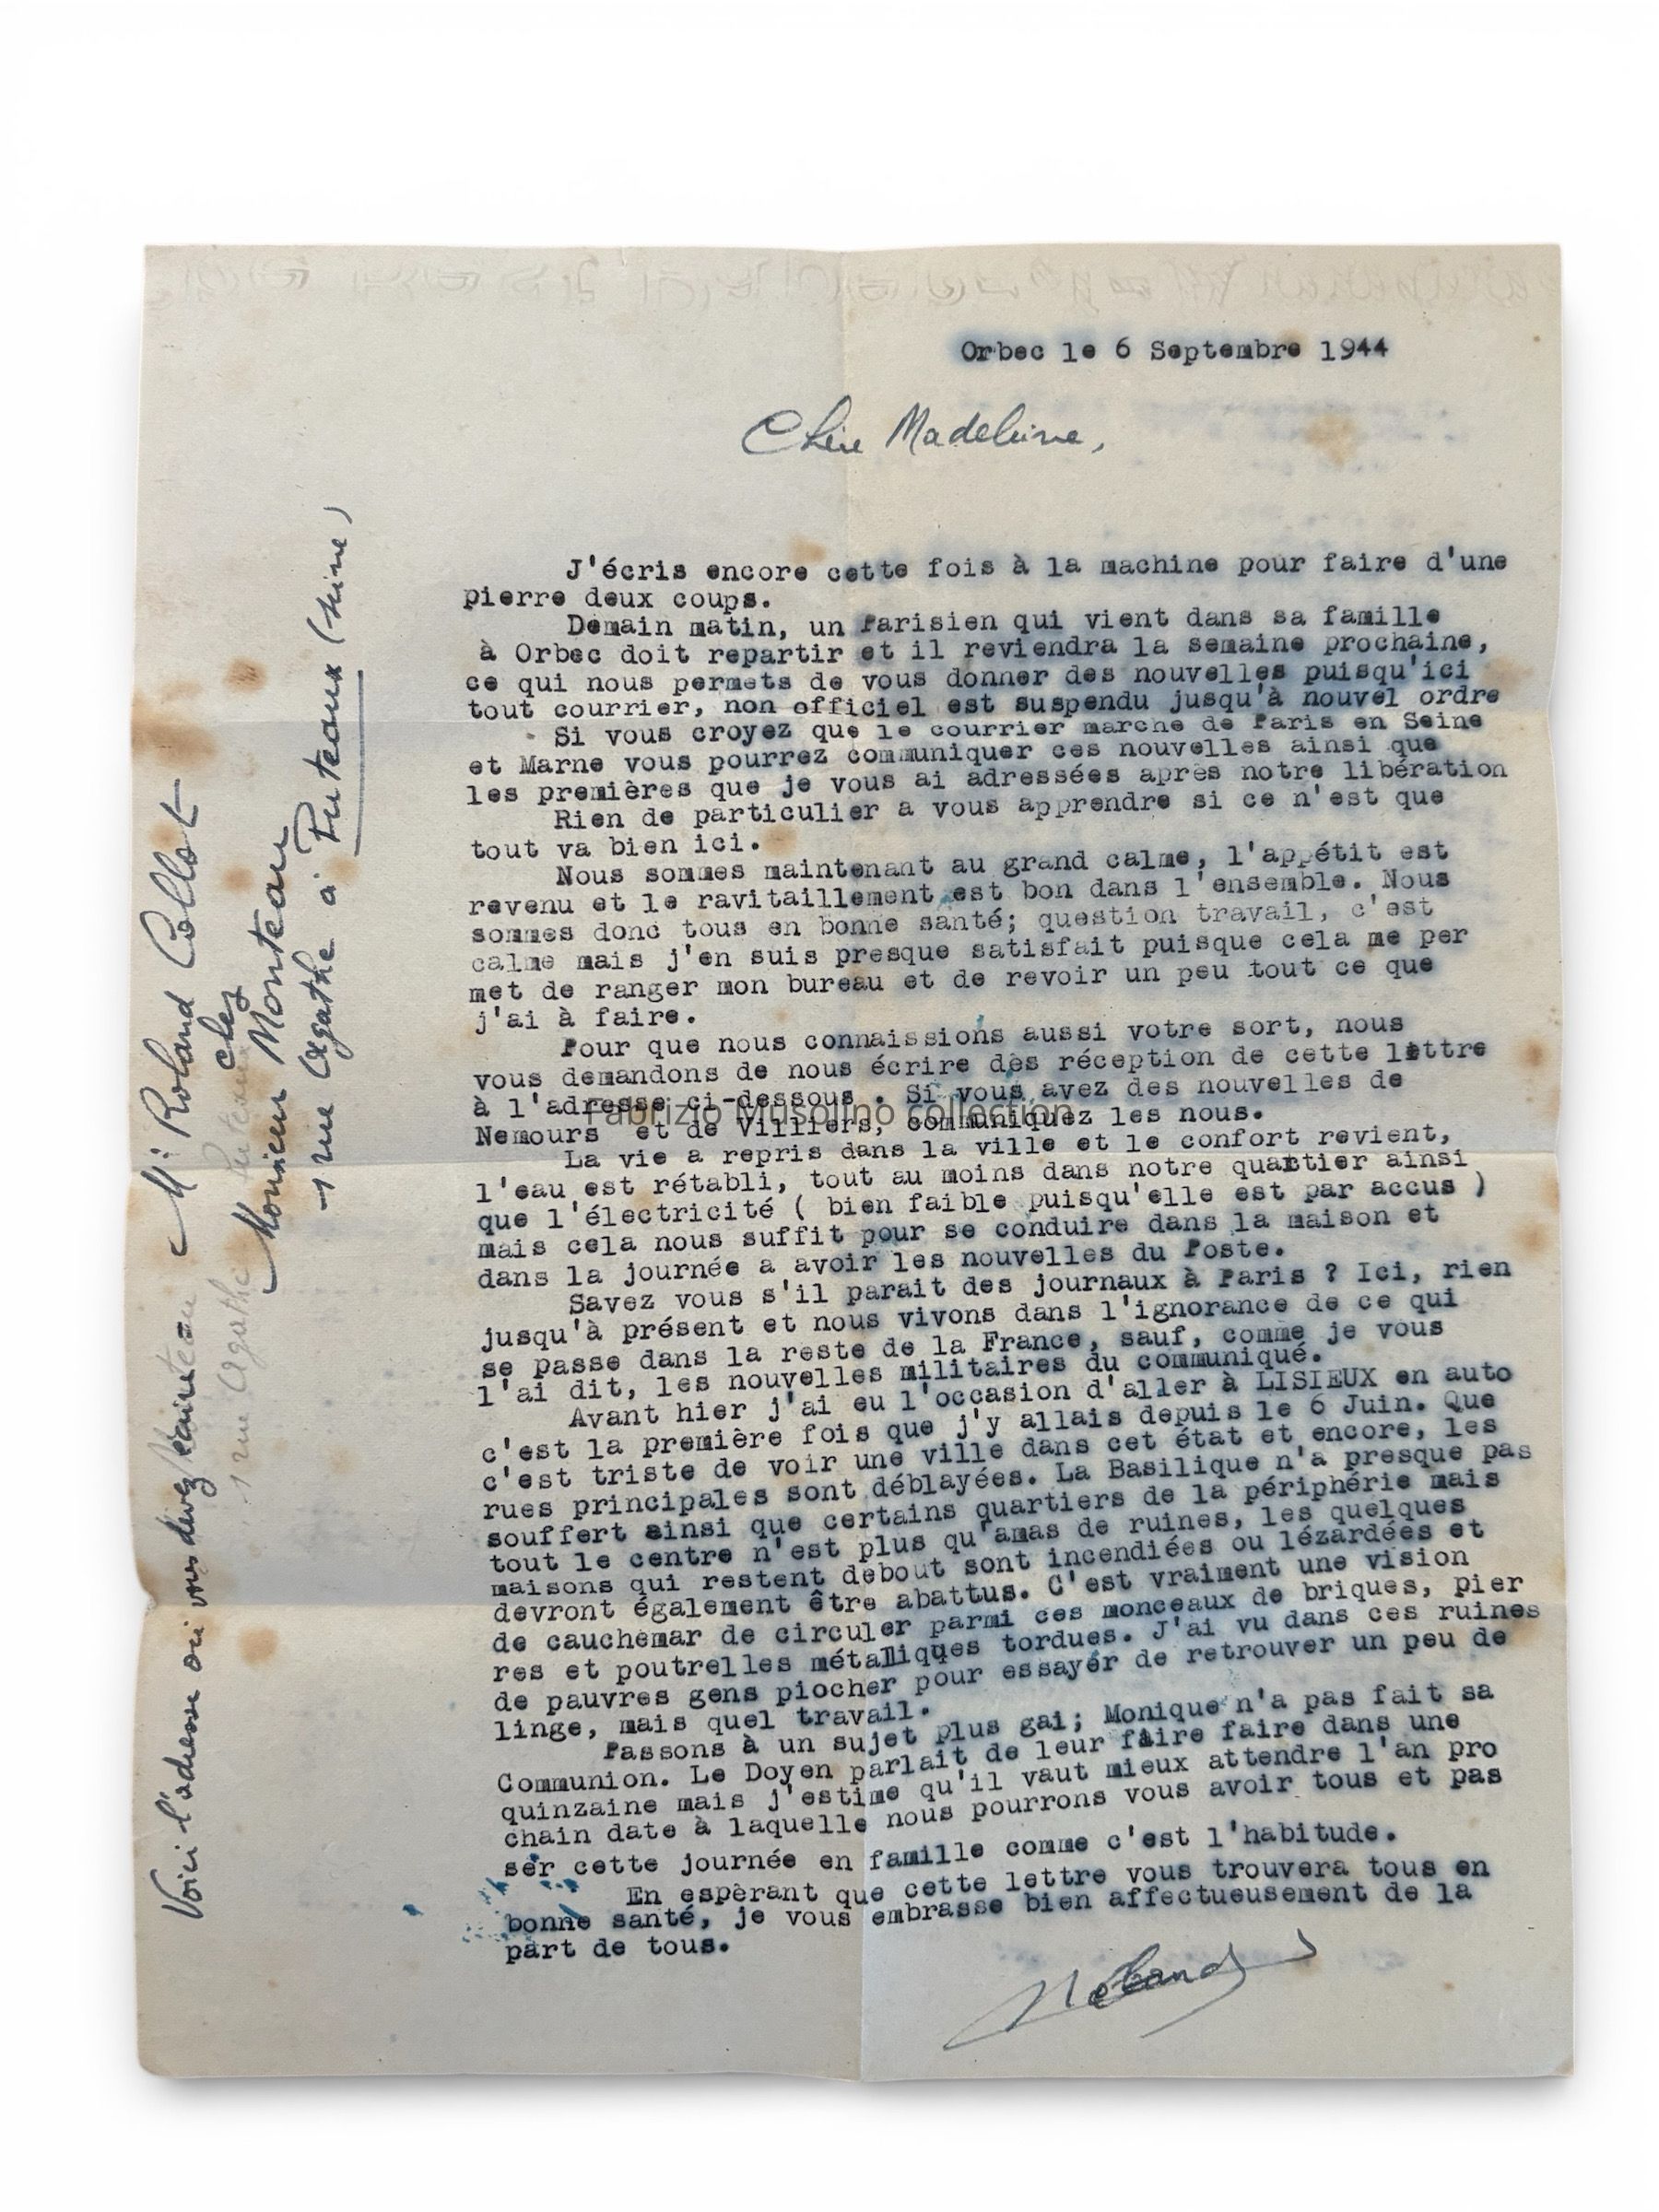 Orbec le 6 Septembre 1944
Chère Madeleine,
J'écris encore cette fois à la machine pour faire d'une
pierre deux coups.
Demain matin, un Parisien qui vient dans sa famille
à Orbec doit repartir et il reviendra la semaine prochaine,
ce qui nous permets de vous donner des nouvelles puisqu'ici
tout courrier, non officiel est suspendu jusqu'à nouvel ordre
Si vous croyez que le courrier marche de Paris en Seine
et Marne vous pourrez communiquer ces nouvelles ainsi que
les premières que je vous ai adressées après notre libération
Rien de particulier a vous apprendre si ce n'est que
tout va bien ici.
Nous sommes maintenant au grand calme, l'appétit est
revenu et le ravitaillement est bon dans l'ensemble. Nous
sommes donc tous en bonne santé; question travail, c'est
calme mais j'en suis presque satisfait puisque cela me per
met de ranger mon bureau et de revoir un peu tout ce que
j'ai à faire.
Pour que nous connaissions aussi votre sort, nous
vous demandons de nous écrire dès réception de cette lettre
à l'adresse ci-dessous . Si vous avez des nouvelles de
Nemours et de Villiers, communiquez les nous.
Fabrizio Musolino collection
La vie a repris dans la ville et le confort revient,
l'eau est rétabli, tout au moins dans notre quartier ainsi
que l'électricité ( bien faible puisqu'elle est par accus )
mais cela nous suffit pour se conduire dans la maison et
dans la journée a avoir les nouvelles du Poste.
Savez vous s'il parait des journaux à Paris ? Ici, rien
jusqu'à présent et nous vivons dans l'ignorance de ce qui
se passe dans la reste de la France, sauf, comme je vous
l'ai dit, les nouvelles militaires du communiqué.
Avant hier j'ai eu l'occasion d'aller à LISIEUX en auto
c'est la première fois que j'y allais depuis le 6 Juin. Que
c'est triste de voir une ville dans cet état et encore, les
rues principales sont déblayées. La Basilique n'a presque pas
souffert ainsi que certains quartiers de la périphérie mais
tout le centre n'est plus qu'amas de ruines, les quelques
maisons qui restent debout sont incendiées ou lézardées et
devront également être abattus. C'est vraiment une vision
de cauchemar de circuler parmi ces monceaux de briques, pier
res et poutrelles métalliques tordues. J'ai vu dans ces ruines
de pauvres gens piocher pour essayer de retrouver un peu de
linge, mais quel travail.
Passons à un sujet plus gai; Monique n'a pas fait sa
Communion. Le Doyen parlait de leur faire faire dans une
quinzaine mais j'estime qu'il vaut mieux attendre l'an pro
chain date à laquelle nous pourrons vous avoir tous et pas
ser cette journée en famille comme c'est l'habitude.
En espèrant que cette lettre vous trouvera tous en
bonne santé, je vous embrasse bien affectueusement de la
part de tous.
Roland
Voici l'adresse où vous devez écrire
Mr Roland Collot
chez
Monsieur Monteau
1 rue Agathe à Puteaux (Seine)
1 rue Agathe